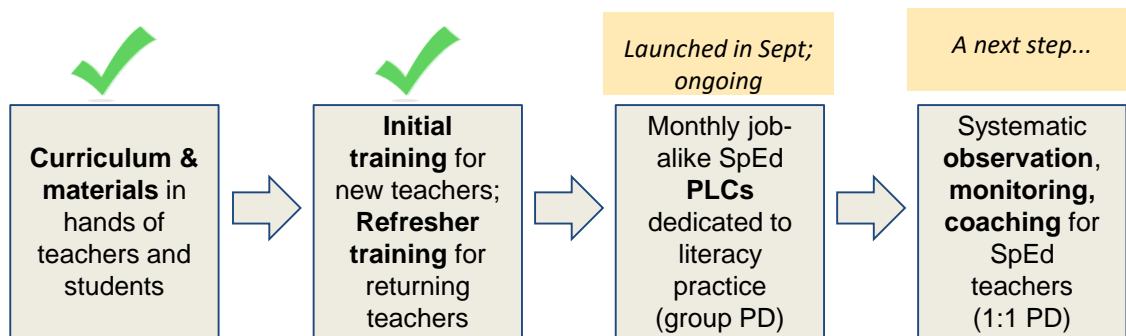 Launched in Sept;
ongoing
A next step...
Curriculum &
materials in
hands of
teachers and
students
Initial
training for
new teachers;
Refresher
training for
returning
teachers
Monthly job-
alike SpEd
PLCs
dedicated to
literacy
practice
(group PD)
Systematic
observation,
monitoring,
coaching for
SpEd
teachers
(1:1 PD)